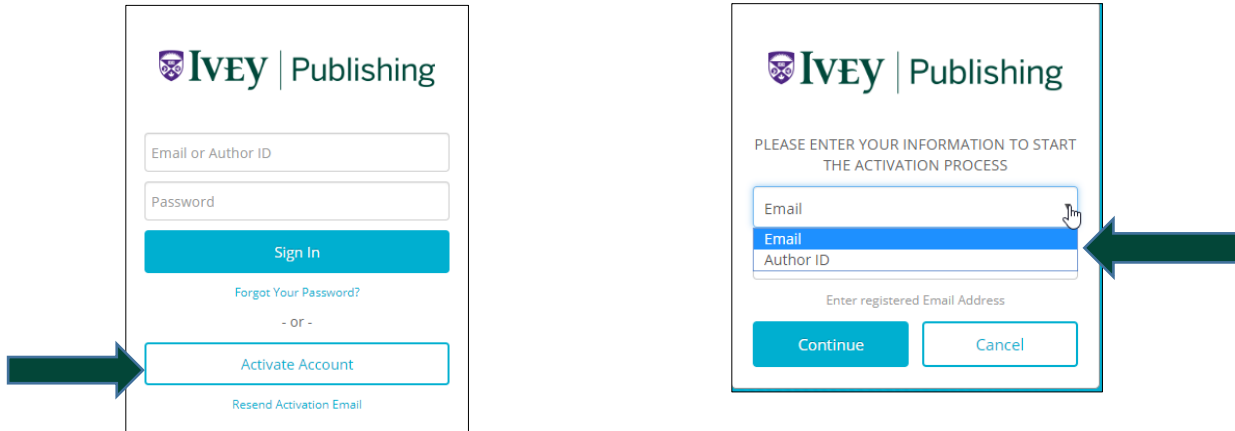 IVEY | Publishing
Email or Author ID
Password
Sign In
Forgot Your Password?
- or -
Activate Account
Resend Activation Email
IVEY | Publishing
PLEASE ENTER YOUR INFORMATION TO START
THE ACTIVATION PROCESS
Email
Email
Author ID
Enter registered Email Address
Continue
Cancel